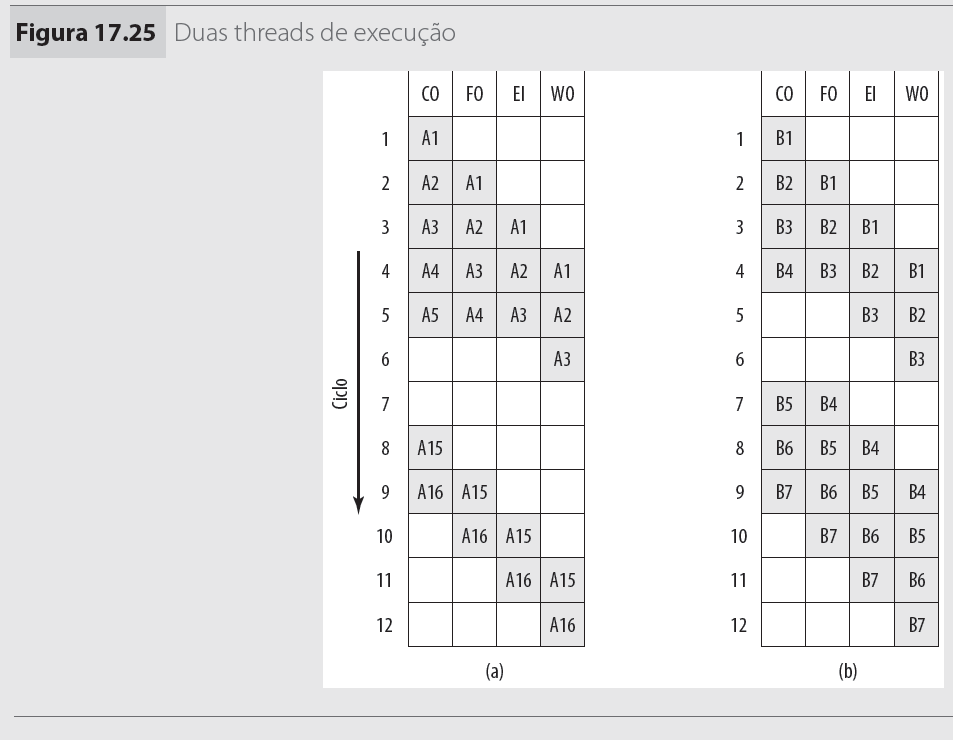 Figura 17.25 Duas threads de execução
CO FO EI WO CO FO EI WO
1 A1 1 B1
2 A2 A1 2 B2 B1
3 A3 A2 A1 3 B3 B2 B1
4 A4 A3 A2 A1 4 B4 B3 B2 B1
5 A5 A4 A3 A2 5 B3 B2
6 A3 6 B3
Ciclo
7 7 B5 B4
8 A15 8 B6 B5 B4
9 A16 A15 9 B7 B6 B5 B4
10 A16 A15 10 B7 B6 B5
11 A16 A15 11 B7 B6
12 A16 12 B7
(a) (b)